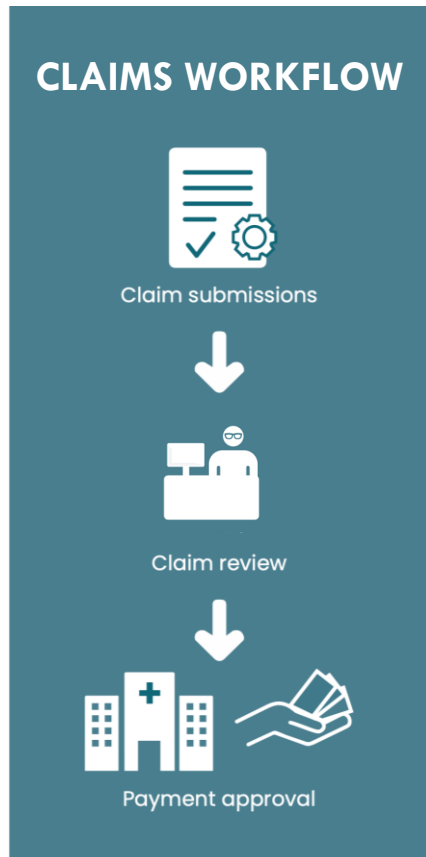 CLAIMS WORKFLOW
Claim submissions
Claim review
Payment approval